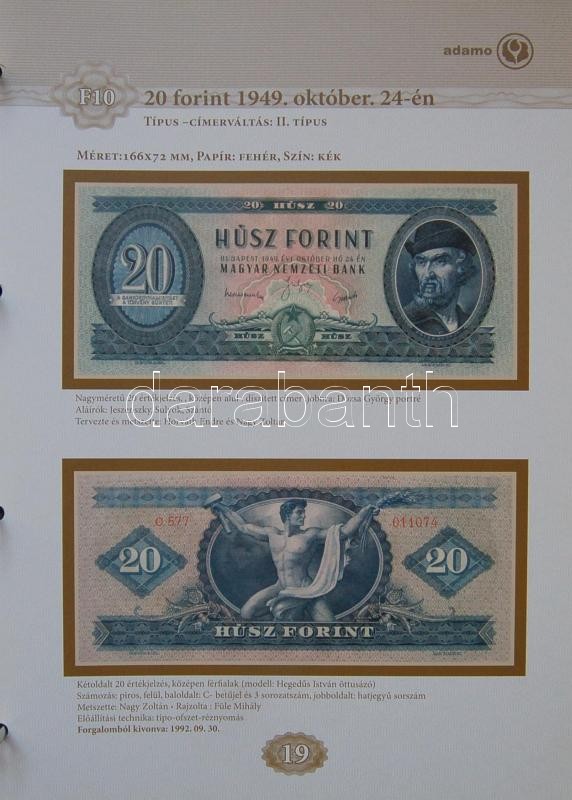 adamo
F10
20 forint 1949. október. 24-én
Típus –címerváltás: II. típus
Méret:166x72 mm, Papír: fehér, Szín: kék
20 HÚSZ 20
HÚSZ FORINT
BUDAPEST 1949. ÉVI OKTÓBER HÓ 24-ÉN
MAGYAR NEMZETI BANK
20
A BANKJEGYHAMISÍTÁST
A TÖRVÉNY BÜNTETI
HÚSZ HÚSZ
darabanth
Nagyméretű 20 értékjelzés, , középen alul - díszített címer, jobbra: Dózsa György portré
Aláírók: Jeszenszky, Sulyok, Szántó
Tervezte és metszette: Horváth Endre és Nagy Zoltán
C 577 011074
20 20
HÚSZ FORINT
darabanth
Kétoldalt 20 értékjelzés, középen férfialak (modell: Hegedűs István öttusázó)
Számozás: piros, felül, baloldalt: C- betűjel és 3 sorozatszám, jobboldalt: hatjegyű sorszám
Metszette: Nagy Zoltán • Rajzolta : Füle Mihály
Előállítási technika: tipo-ofszet-réznyomás
Forgalomból kivonva: 1992. 09. 30.
19